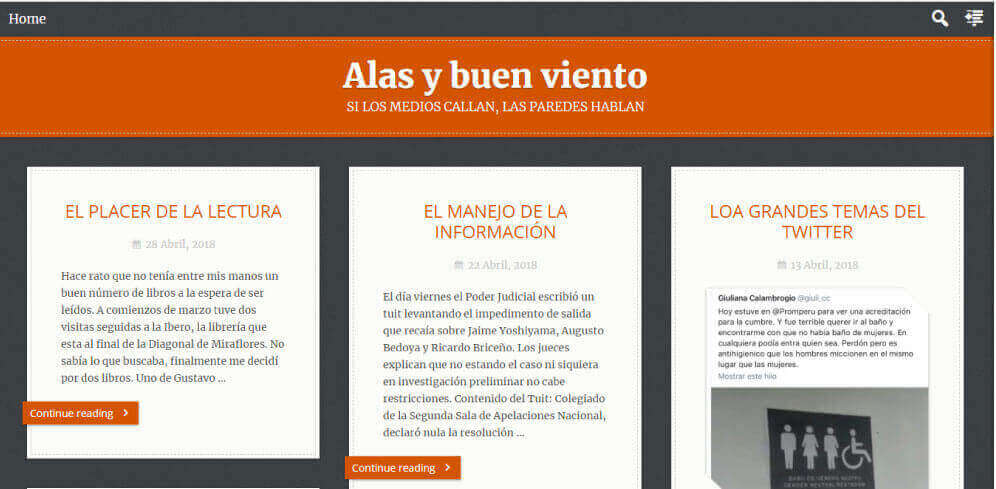 Home
Alas y buen viento
SI LOS MEDIOS CALLAN, LAS PAREDES HABLAN
EL PLACER DE LA LECTURA
28 Abril, 2018
Hace rato que no tenía entre mis manos un
buen número de libros a la espera de ser
leídos. A comienzos de marzo tuve dos
visitas seguidas a la Ibero, la librería que
esta al final de la Diagonal de Miraflores. No
sabía lo que buscaba, finalmente me decidí
por dos libros. Uno de Gustavo ...
Continue reading
EL MANEJO DE LA
INFORMACIÓN
22 Abril, 2018
El día viernes el Poder Judicial escribió un
tuit levantando el impedimento de salida
que recaía sobre Jaime Yoshiyama, Augusto
Bedoya y Ricardo Briceño. Los jueces
explican que no estando el caso ni siquiera
en investigación preliminar no cabe
restricciones. Contenido del Tuit: Colegiado
de la Segunda Sala de Apelaciones Nacional,
declaró nula la resolución ...
Continue reading
LOA GRANDES TEMAS DEL
TWITTER
13 Abril, 2018
Giuliana Calambrogio @giuli_cc
Hoy estuve en @Promperu para ver una acreditación
para la cumbre. Y fue terrible querer ir al baño y
encontrarme con que no había baño de mujeres. En
cualquiera podía entra quien sea. Perdón pero es
antihigienico que los hombres miccionen en el mismo
lugar que las mujeres.
Mostrar este hilo